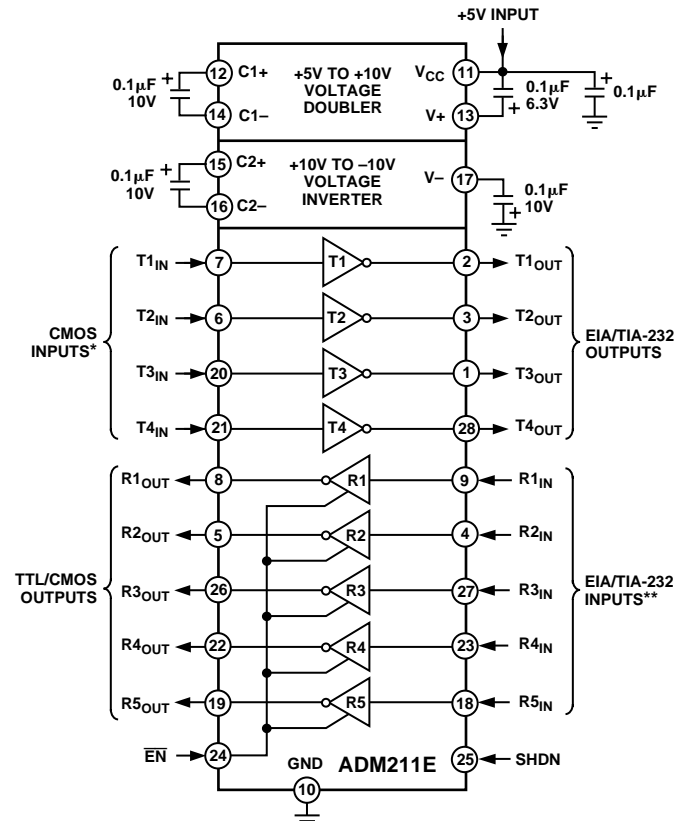 +5V INPUT
0.1µF 10V
12 C1+
14 C1–
+5V TO +10V VOLTAGE DOUBLER
VCC 11
V+ 13
0.1µF 6.3V
0.1µF
0.1µF 10V
15 C2+
16 C2–
+10V TO –10V VOLTAGE INVERTER
V– 17
0.1µF 10V
CMOS INPUTS*
T1IN 7 T1 2 T1OUT
T2IN 6 T2 3 T2OUT
T3IN 20 T3 1 T3OUT
T4IN 21 T4 28 T4OUT
EIA/TIA-232 OUTPUTS
TTL/CMOS OUTPUTS
R1OUT 8 R1 9 R1IN
R2OUT 5 R2 4 R2IN
R3OUT 26 R3 27 R3IN
R4OUT 22 R4 23 R4IN
R5OUT 19 R5 18 R5IN
EIA/TIA-232 INPUTS**
EN 24
GND 10
ADM211E
25 SHDN